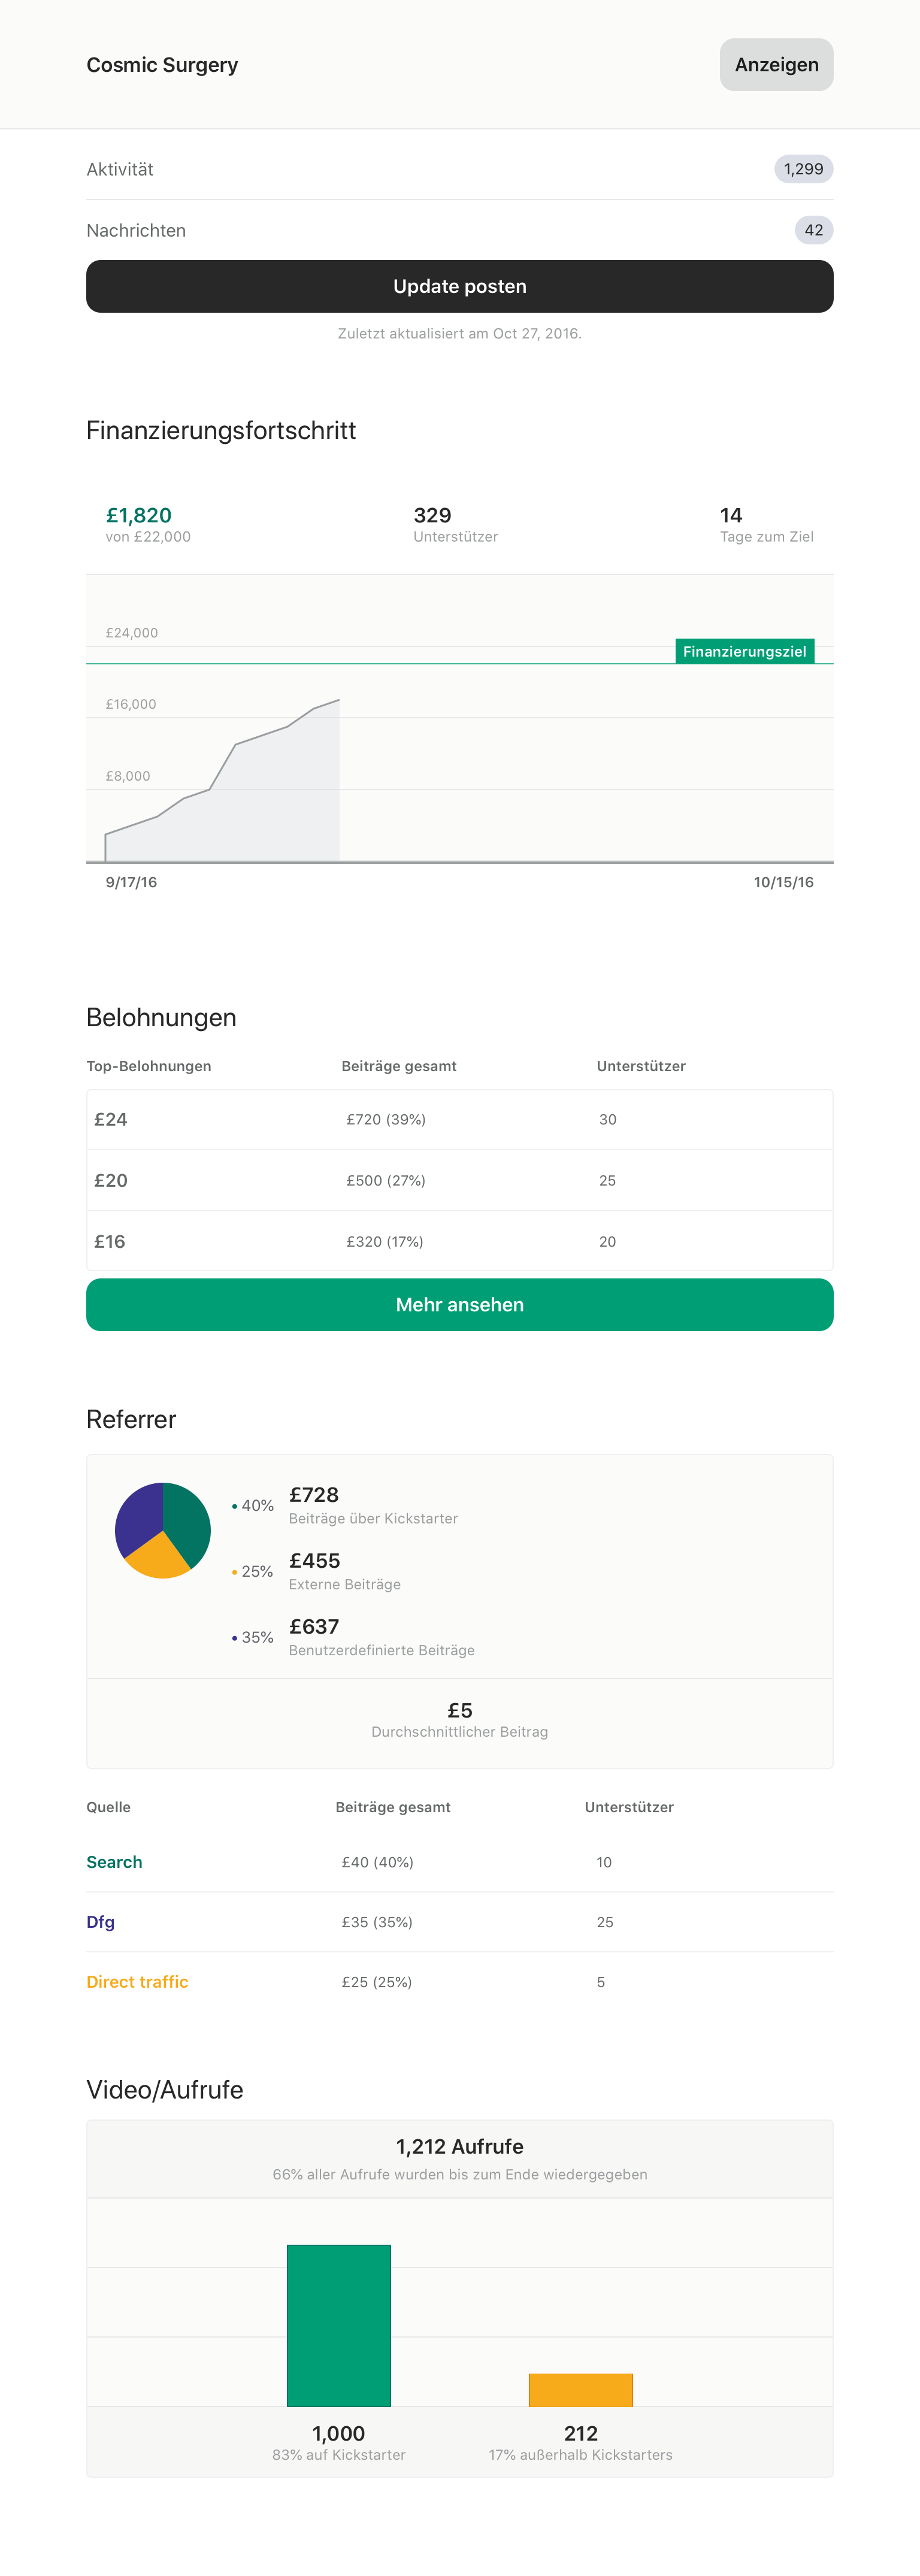 Cosmic Surgery
Anzeigen
Aktivität
1,299
Nachrichten
42
Update posten
Zuletzt aktualisiert am Oct 27, 2016.
Finanzierungsfortschritt
£1,820
von £22,000
329
Unterstützer
14
Tage zum Ziel
£24,000
Finanzierungsziel
£16,000
£8,000
9/17/16
10/15/16
Belohnungen
Top-Belohnungen Beiträge gesamt Unterstützer
£24 £720 (39%) 30
£20 £500 (27%) 25
£16 £320 (17%) 20
Mehr ansehen
Referrer
• 40% £728
Beiträge über Kickstarter
• 25% £455
Externe Beiträge
• 35% £637
Benutzerdefinierte Beiträge
£5
Durchschnittlicher Beitrag
Quelle Beiträge gesamt Unterstützer
Search £40 (40%) 10
Dfg £35 (35%) 25
Direct traffic £25 (25%) 5
Video/Aufrufe
1,212 Aufrufe
66% aller Aufrufe wurden bis zum Ende wiedergegeben
1,000
83% auf Kickstarter
212
17% außerhalb Kickstarters